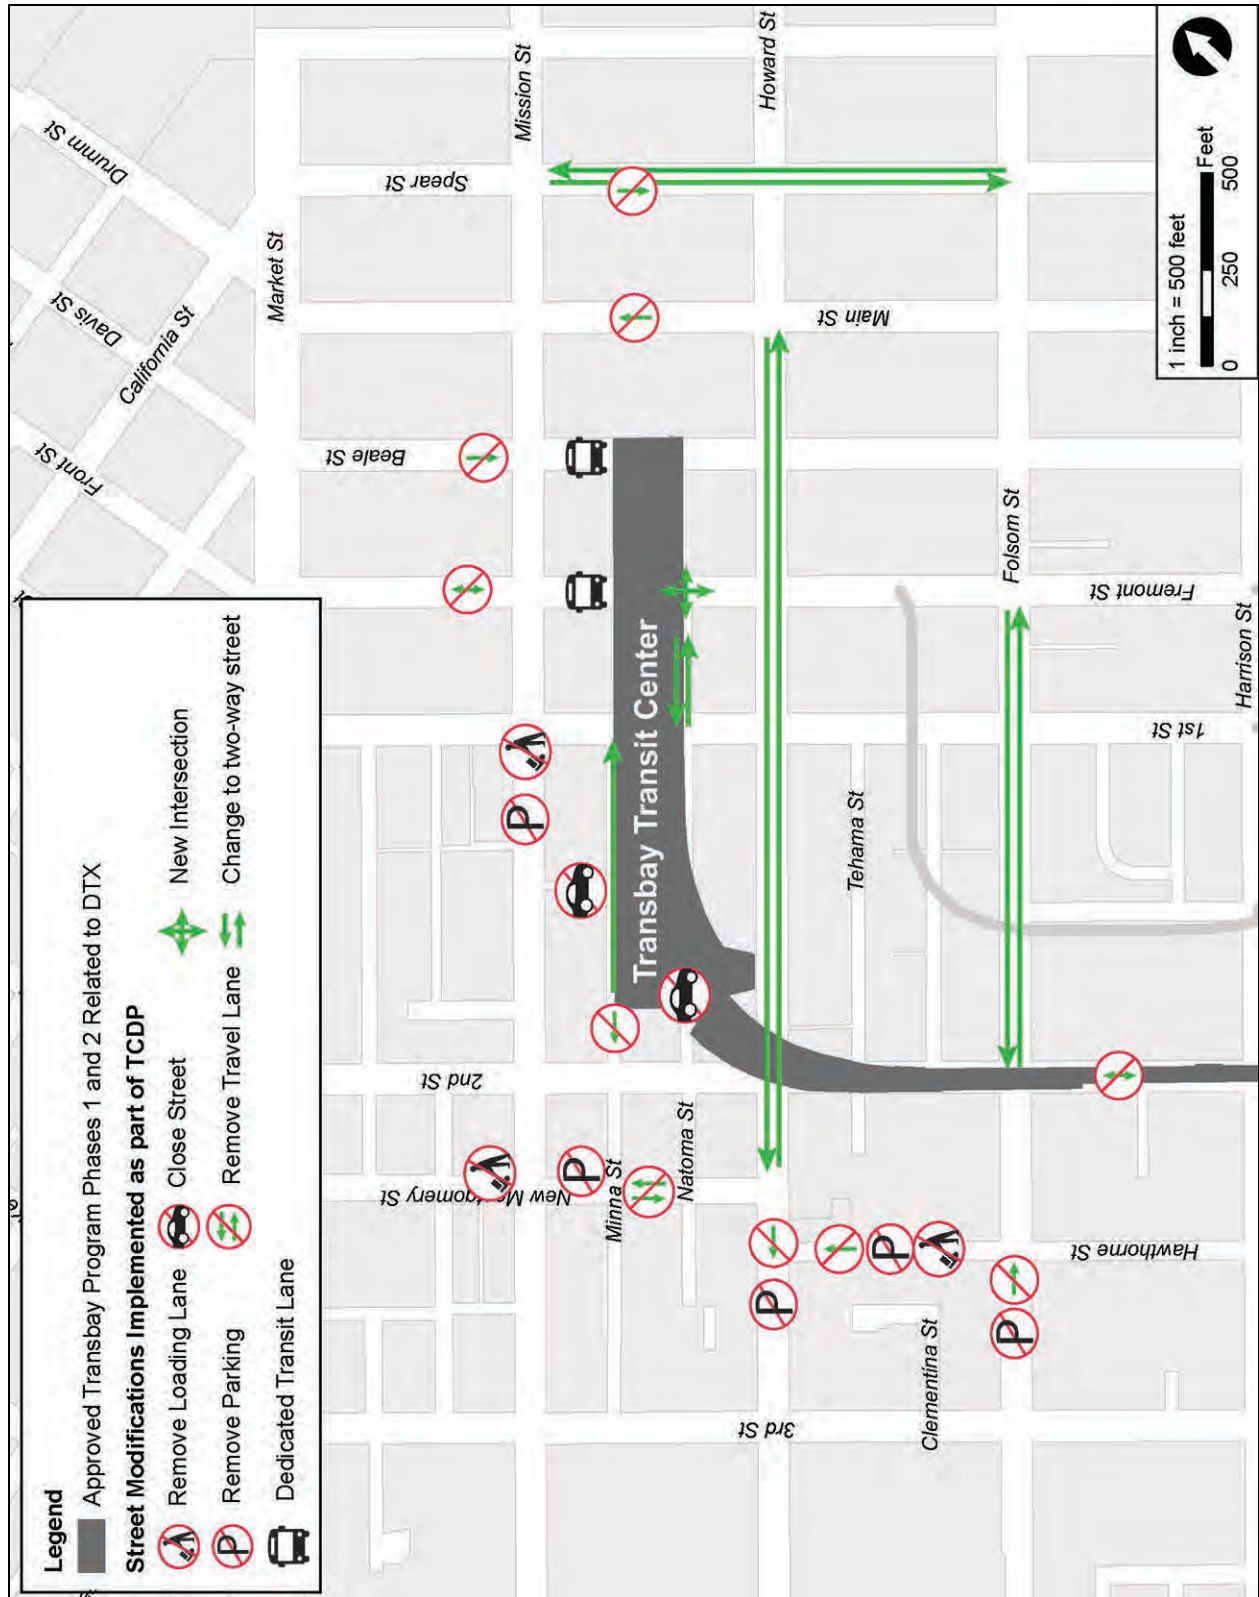 Legend
Approved Transbay Program Phases 1 and 2 Related to DTX
Street Modifications Implemented as part of TCDP
Remove Loading Lane
Close Street
New Intersection
Remove Parking
Remove Travel Lane
Change to two-way street
Dedicated Transit Lane
Drumm St
Davis St
Front St
California St
Market St
Mission St
Howard St
Folsom St
Harrison St
Spear St
Main St
Beale St
Fremont St
1st St
2nd St
3rd St
New Montgomery St
Minna St
Natoma St
Tehama St
Clementina St
Hawthorne St
Transbay Transit Center
P
P
P
P
P
P
1 inch = 500 feet
Feet
0
250
500